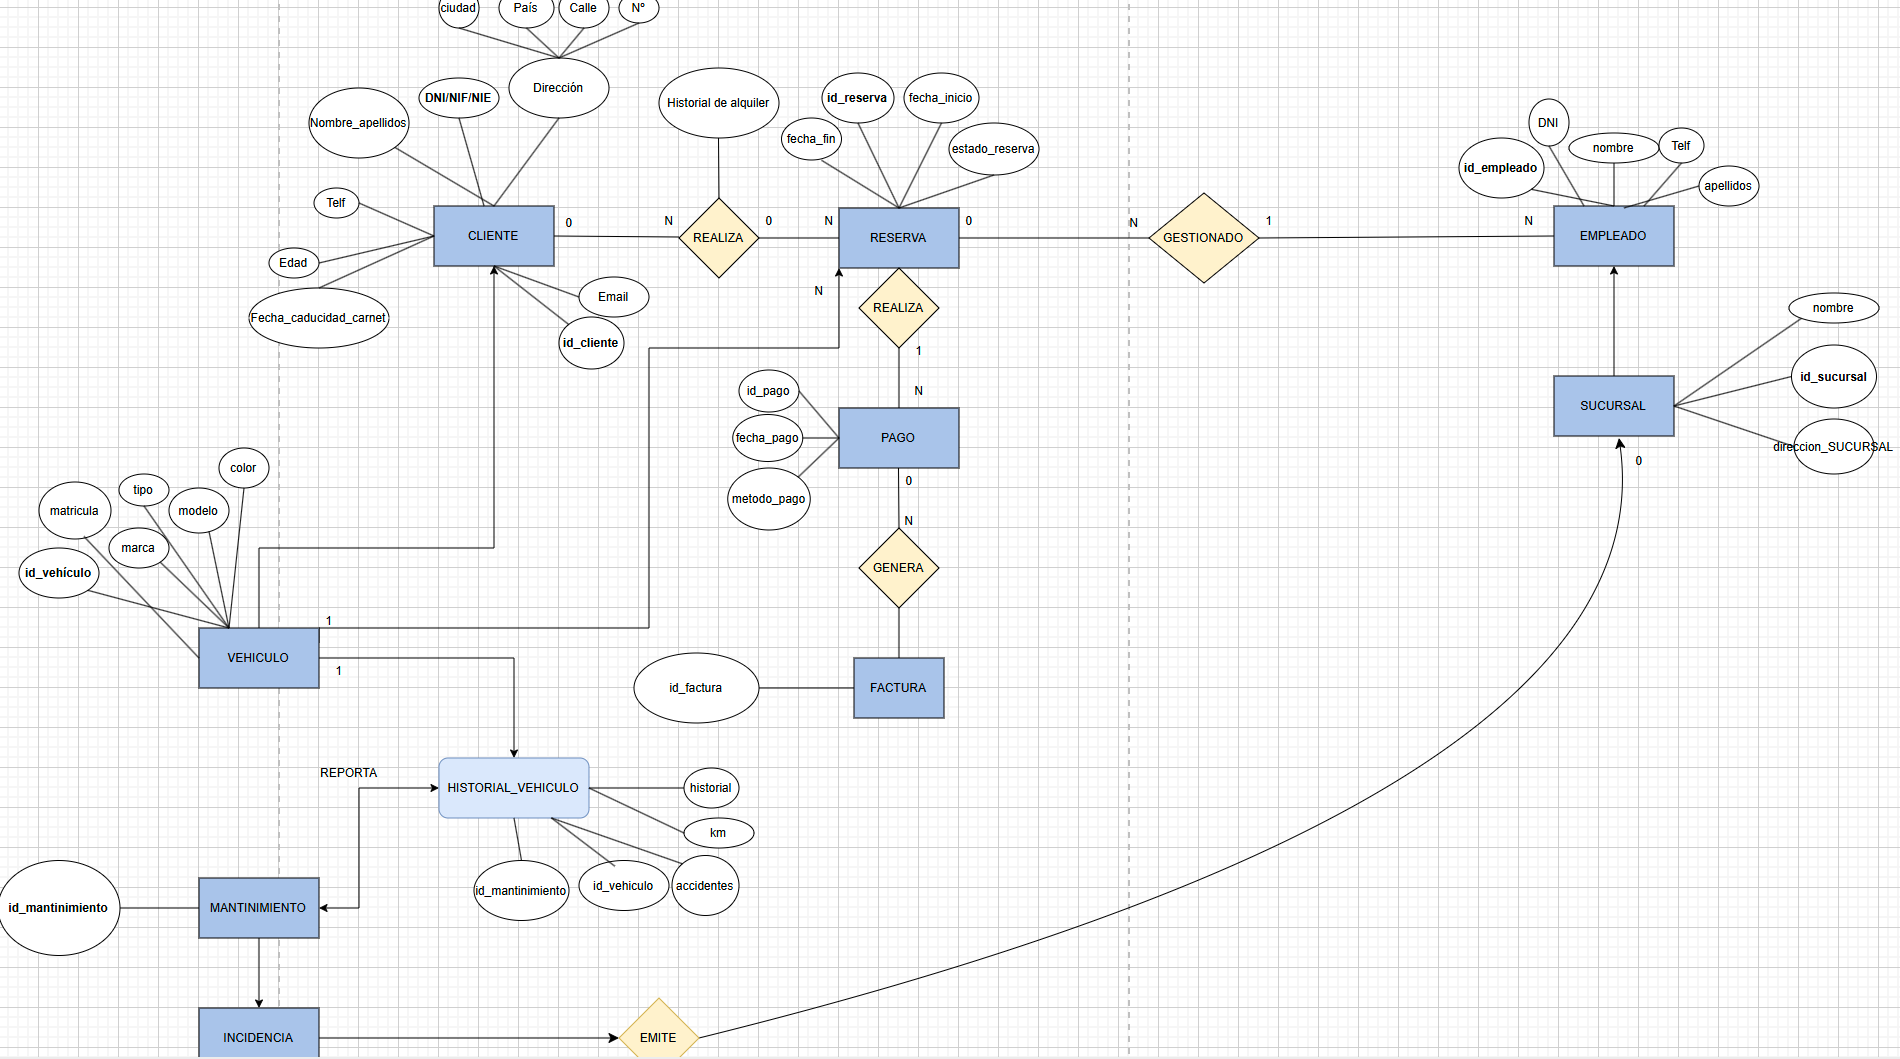 ciudad
País
Calle
Nº
Dirección
DNI/NIF/NIE
Nombre_apellidos
Historial de alquiler
id_reserva
fecha_inicio
fecha_fin
estado_reserva
DNI
nombre
Telf
id_empleado
apellidos
Telf
CLIENTE
0
N
REALIZA
0
N
RESERVA
0
N
GESTIONADO
1
N
EMPLEADO
Edad
Fecha_caducidad_carnet
Email
id_cliente
N
REALIZA
1
nombre
id_sucursal
SUCURSAL
direccion_SUCURSAL
0
id_pago
N
fecha_pago
PAGO
metodo_pago
0
N
color
tipo
matricula
modelo
marca
id_vehículo
GENERA
1
VEHICULO
1
id_factura
FACTURA
REPORTA
HISTORIAL_VEHICULO
historial
km
id_mantinimiento
id_vehiculo
accidentes
id_mantinimiento
MANTINIMIENTO
INCIDENCIA
EMITE